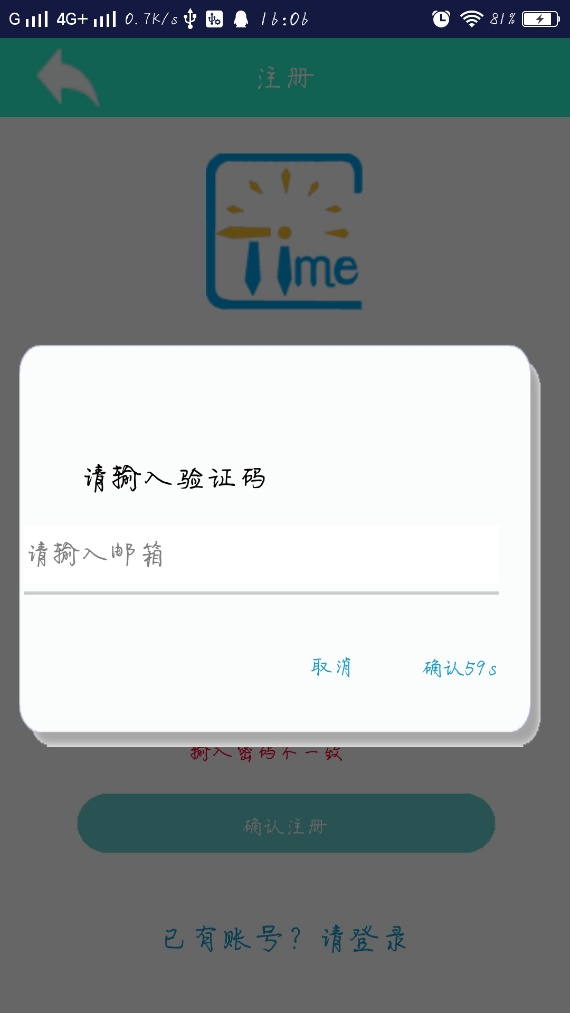 G 4G+ 0.7K/s 16:06 81%
注册
Time
请输入验证码
请输入邮箱
取消 确认59s
输入密码不一致
确认注册
已有账号？请登录